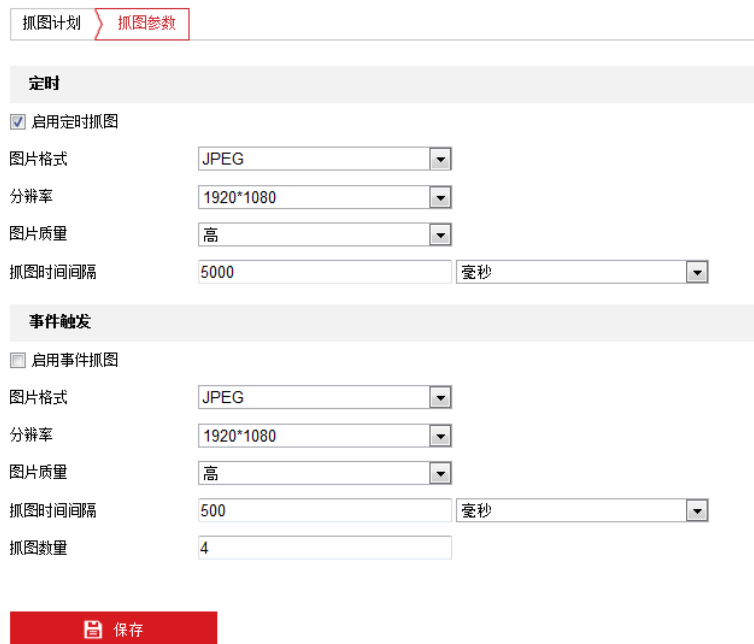 抓图计划 抓图参数
定时
启用定时抓图
图片格式 JPEG
分辨率 1920*1080
图片质量 高
抓图时间间隔 5000 毫秒
事件触发
启用事件抓图
图片格式 JPEG
分辨率 1920*1080
图片质量 高
抓图时间间隔 500 毫秒
抓图数量 4
保存